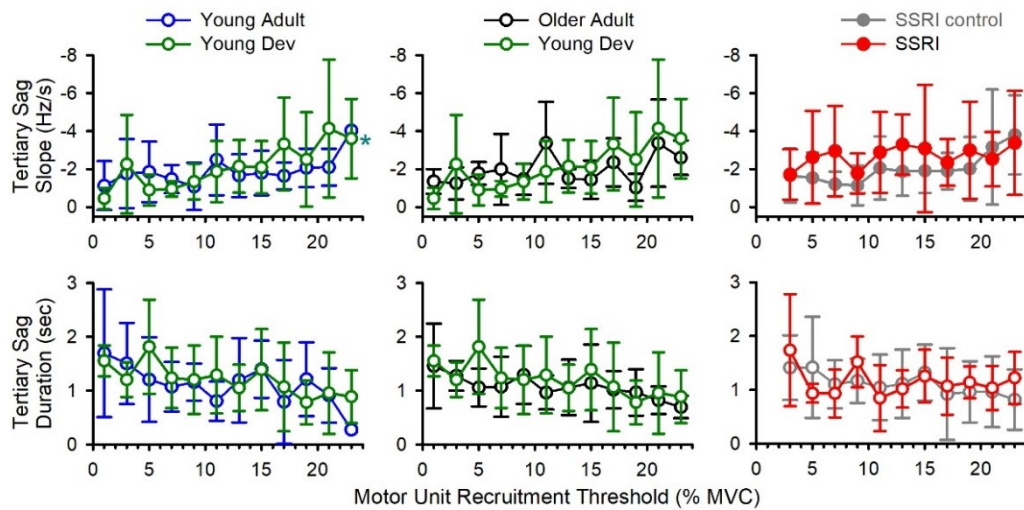 Young Adult
Young Dev
Older Adult
Young Dev
SSRI control
SSRI
Tertiary Sag
Slope (Hz/s)
-8
-6
-4
-2
0
*
0 5 10 15 20
-8
-6
-4
-2
0
0 5 10 15 20
-8
-6
-4
-2
0
0 5 10 15 20
Tertiary Sag
Duration (sec)
3
2
1
0
0 5 10 15 20
3
2
1
0
0 5 10 15 20
3
2
1
0
0 5 10 15 20
Motor Unit Recruitment Threshold (% MVC)